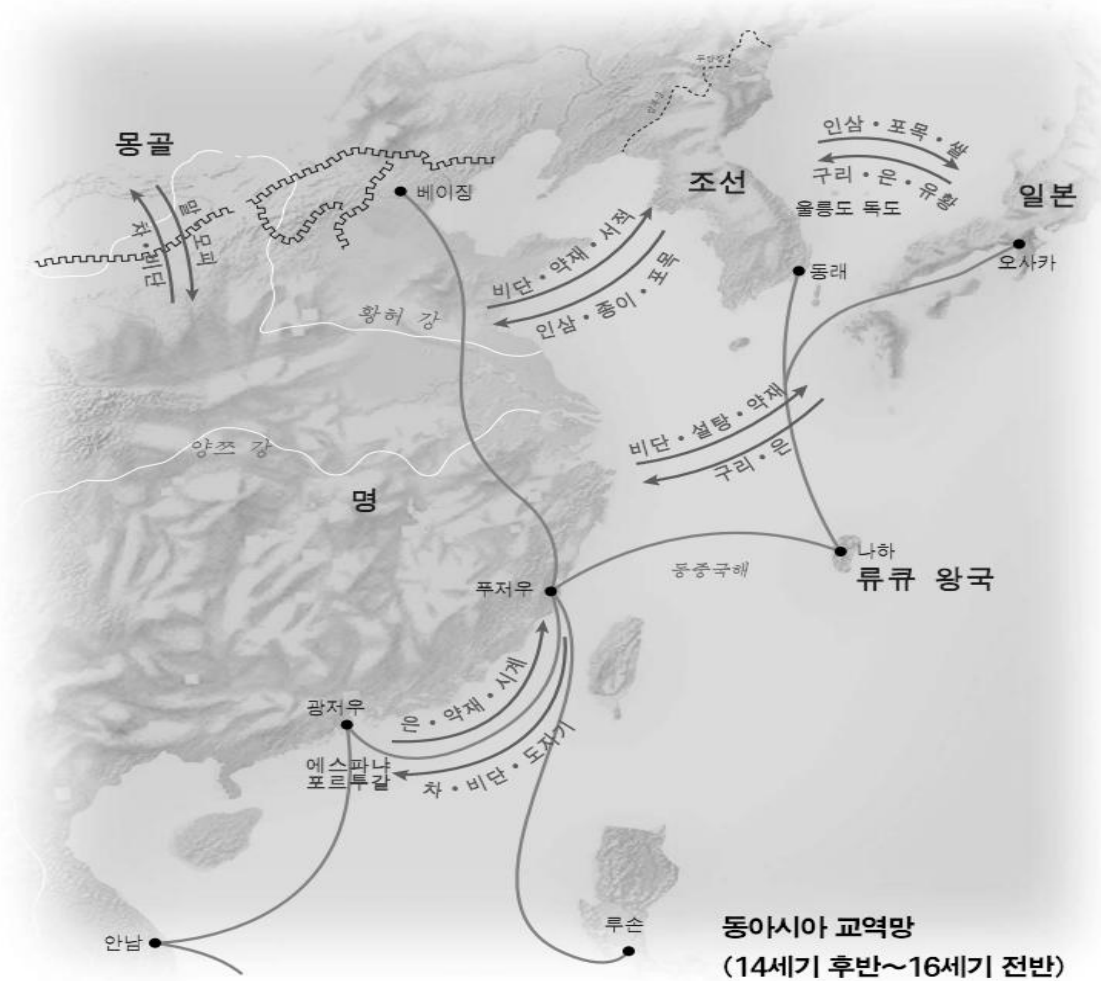 두만강
압록강
몽골
인삼・포목・쌀
구리・은・유황
조선
일본
울릉도 독도
베이징
말・모피
차・비단
비단・약재・서적
인삼・종이・포목
동래
오사카
황허 강
비단・설탕・약재
구리・은
양쯔 강
명
나하
류큐 왕국
동중국해
푸저우
은・약재・시계
광저우
에스파냐
포르투갈
차・비단・도자기
안남
루손
동아시아 교역망
(14세기 후반~16세기 전반)